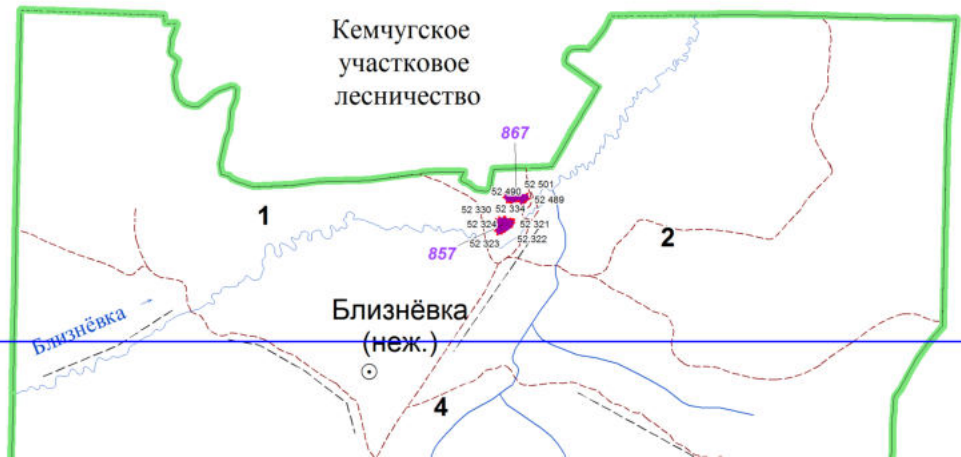 Кемчугское
участковое
лесничество
867
52 501
52 490
52 489
52 330
52 334
1
52 324
52 321
2
52 323
52 322
857
Близнёвка
Близнёвка
(неж.)
4